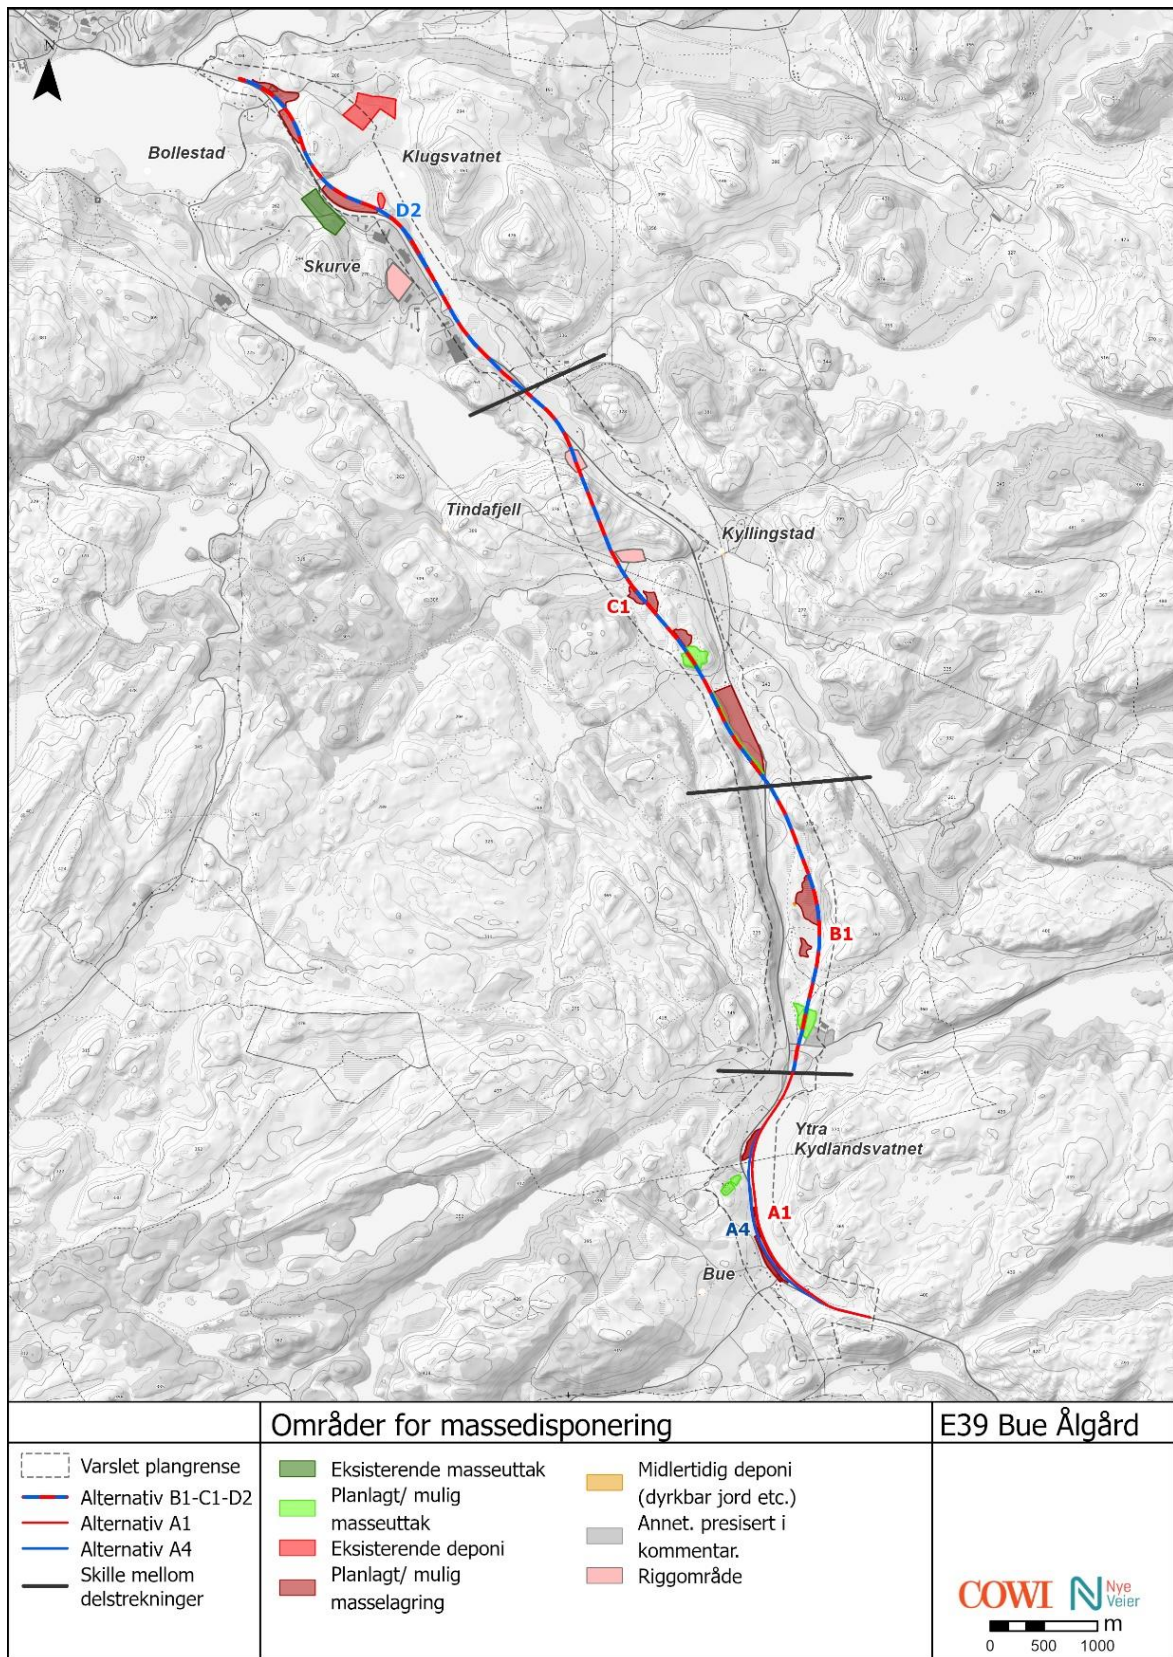 N
Bollestad
Klugsvatnet
D2
Skurve
Tindafjell
Kyllingstad
C1
B1
Ytra
Kydlandsvatnet
A1
A4
Bue
Områder for massedisponering
E39 Bue Ålgård
Varslet plangrense
Alternativ B1-C1-D2
Alternativ A1
Alternativ A4
Skille mellom
delstrekninger
Eksisterende masseuttak
Planlagt/ mulig
masseuttak
Eksisterende deponi
Planlagt/ mulig
masselagring
Midlertidig deponi
(dyrkbar jord etc.)
Annet. presisert i
kommentar.
Riggområde
COWI
Nye
Veier
m
0 500 1000